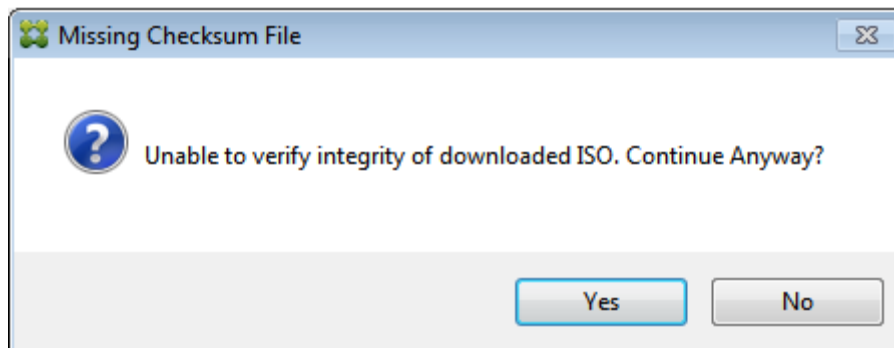 Missing Checksum File
Unable to verify integrity of downloaded ISO. Continue Anyway?
Yes No